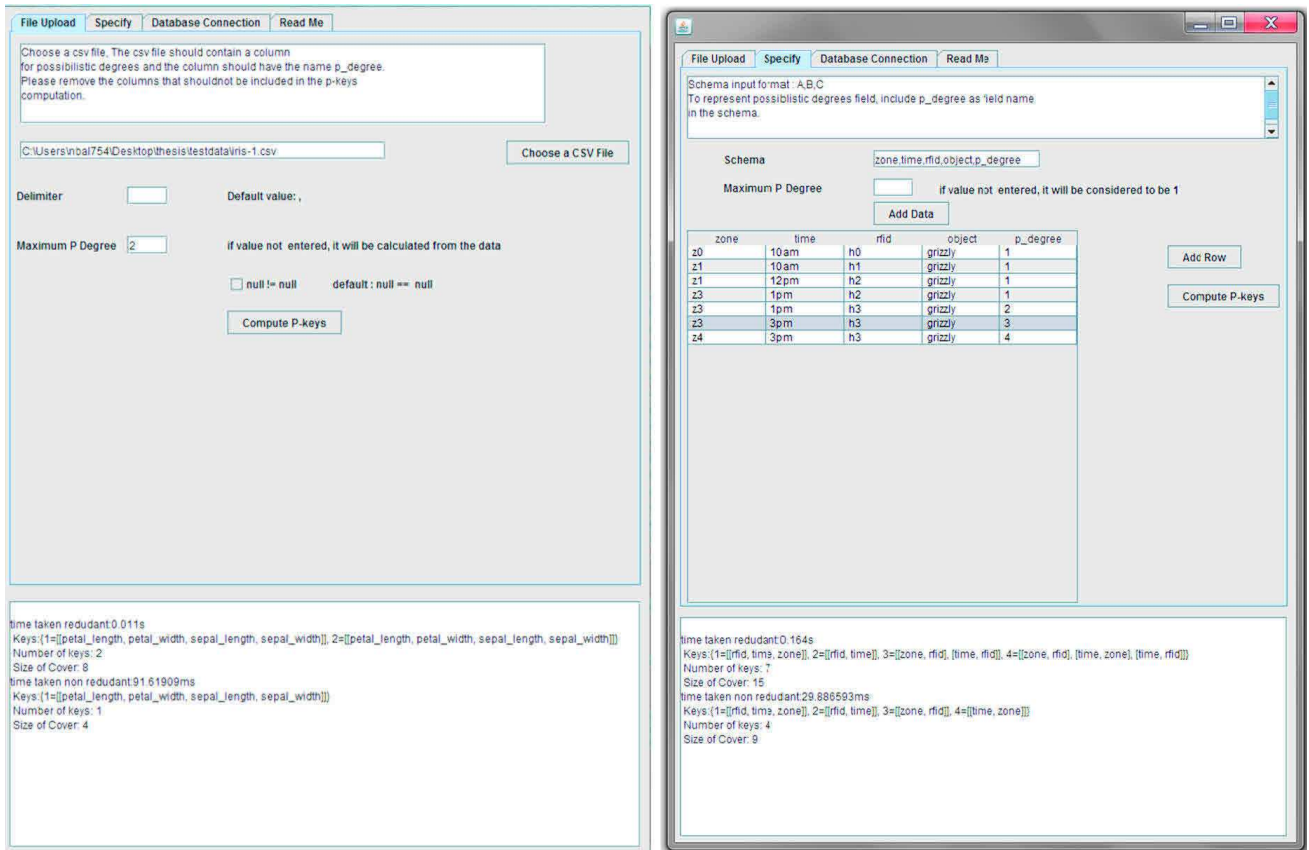 File Upload Specify Database Connection Read Me
Choose a csv file, The csv file should contain a column
for possibilistic degrees and the column should have the name p_degree.
Please remove the columns that shouldnot be included in the p-keys
computation.
C:\Users\nbal754\Desktop\thesis\testdata\iris-1.csv Choose a CSV File
Delimiter Default value: ,
Maximum P Degree 2 if value not entered, it will be calculated from the data
null != null default : null == null
Compute P-keys
time taken redudant:0.011s
Keys:{1=[[petal_length, petal_width, sepal_length, sepal_width]], 2=[[petal_length, petal_width, sepal_length, sepal_width]]}
Number of keys: 2
Size of Cover: 8
time taken non redudant:91.61909ms
Keys:{1=[[petal_length, petal_width, sepal_length, sepal_width]]}
Number of keys: 1
Size of Cover: 4
File Upload Specify Database Connection Read Me
Schema input format : A,B,C
To represent possiblistic degrees field, include p_degree as field name
in the schema.
Schema zone,time,rfid,object,p_degree
Maximum P Degree if value not entered, it will be considered to be 1
Add Data
zone time rfid object p_degree
z0 10am h0 grizzly 1
z1 10am h1 grizzly 1
z1 12pm h2 grizzly 1
z3 1pm h2 grizzly 1
z3 1pm h3 grizzly 2
z3 3pm h3 grizzly 3
z4 3pm h3 grizzly 4
Add Row
Compute P-keys
time taken redudant:0.164s
Keys:{1=[[rfid, time, zone]], 2=[[rfid, time]], 3=[[zone, rfid], [time, rfid]], 4=[[zone, rfid], [time, zone], [time, rfid]]}
Number of keys: 7
Size of Cover: 15
time taken non redudant:29.886593ms
Keys:{1=[[rfid, time, zone]], 2=[[rfid, time]], 3=[[zone, rfid]], 4=[[time, zone]]}
Number of keys: 4
Size of Cover: 9